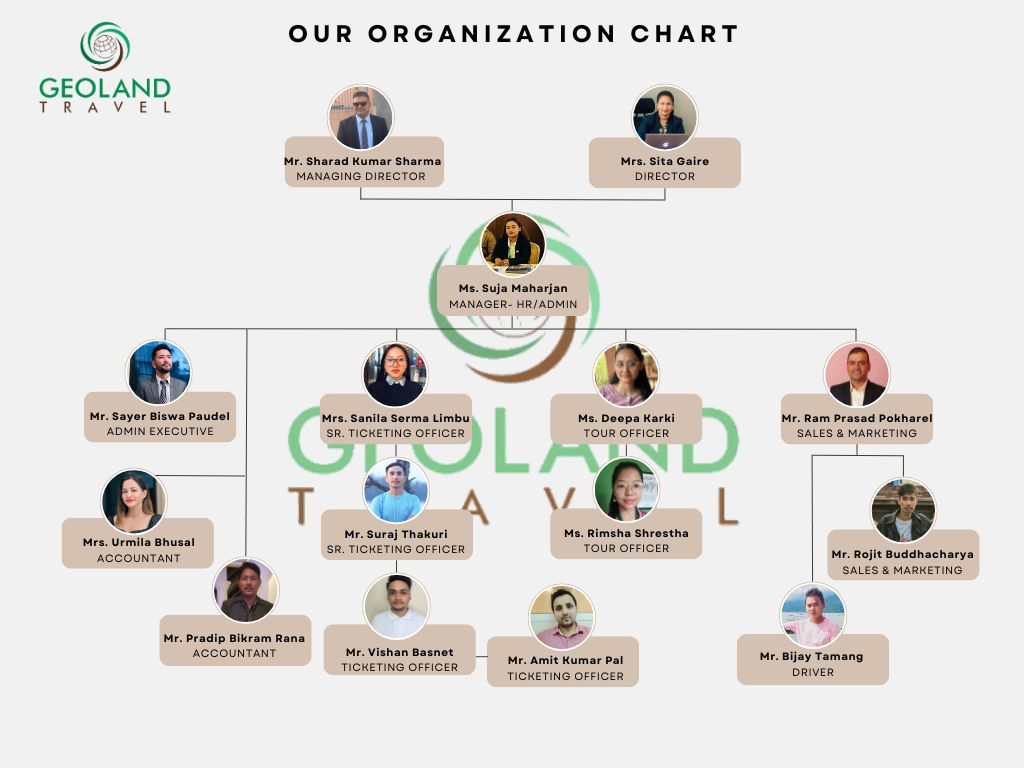 OUR ORGANIZATION CHART
GEOLAND
TRAVEL
Mr. Sharad Kumar Sharma
MANAGING DIRECTOR
Mrs. Sita Gaire
DIRECTOR
Ms. Suja Maharjan
MANAGER- HR/ADMIN
Mr. Sayer Biswa Paudel
ADMIN EXECUTIVE
Mrs. Sanila Serma Limbu
SR. TICKETING OFFICER
Ms. Deepa Karki
TOUR OFFICER
Mr. Ram Prasad Pokharel
SALES & MARKETING
GEOLAND
TRAVEL
Mrs. Urmila Bhusal
ACCOUNTANT
Mr. Suraj Thakuri
SR. TICKETING OFFICER
Ms. Rimsha Shrestha
TOUR OFFICER
Mr. Rojit Buddhacharya
SALES & MARKETING
Mr. Pradip Bikram Rana
ACCOUNTANT
Mr. Vishan Basnet
TICKETING OFFICER
Mr. Amit Kumar Pal
TICKETING OFFICER
Mr. Bijay Tamang
DRIVER